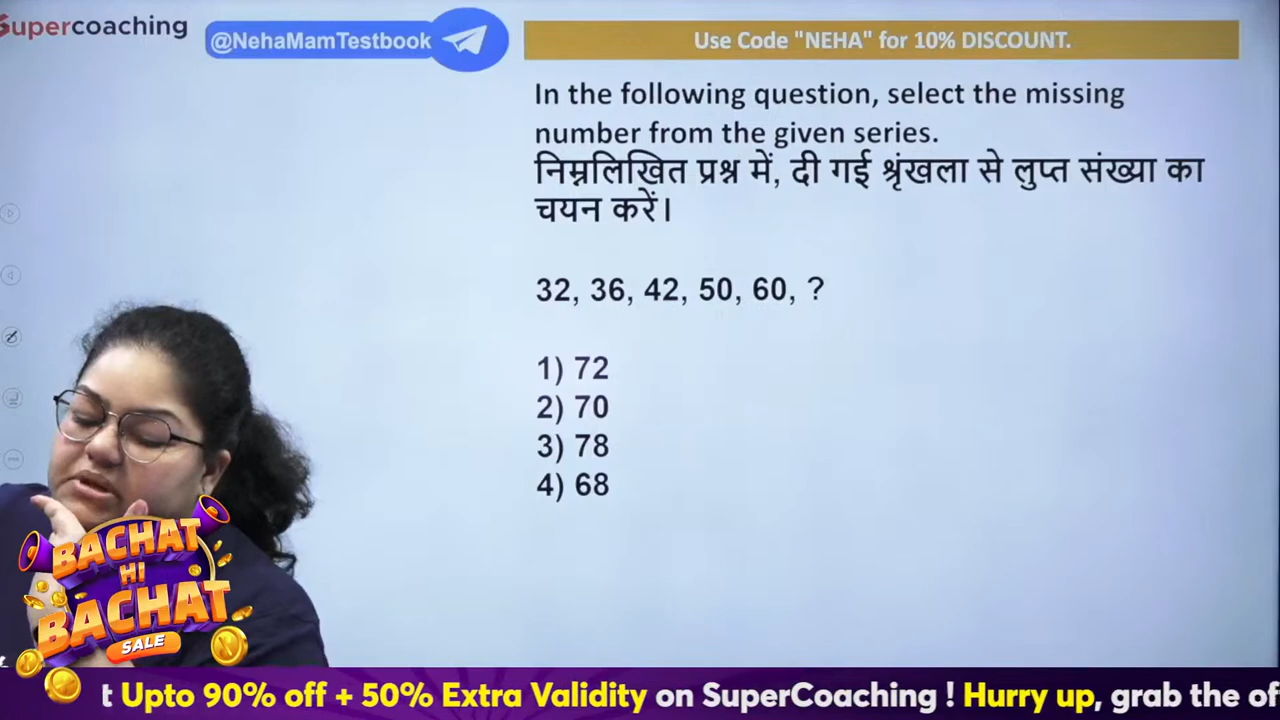 Supercoaching
@NehaMamTestbook
Use Code "NEHA" for 10% DISCOUNT.
In the following question, select the missing
number from the given series.
निम्नलिखित प्रश्न में, दी गई श्रृंखला से लुप्त संख्या का
चयन करें।
32, 36, 42, 50, 60, ?
1) 72
2) 70
3) 78
4) 68
BACHAT
HI
BACHAT
SALE
t Upto 90% off + 50% Extra Validity on SuperCoaching ! Hurry up, grab the of